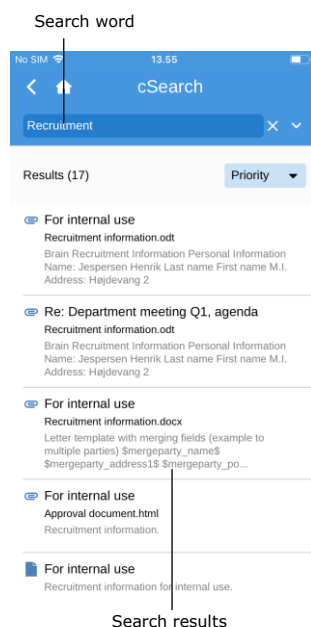 Search word
No SIM 13.55
cSearch
Recruitment
Results (17) Priority
For internal use
Recruitment information.odt
Brain Recruitment Information Personal Information
Name: Jespersen Henrik Last name First name M.I.
Address: Højdevang 2
Re: Department meeting Q1, agenda
Recruitment information.odt
Brain Recruitment Information Personal Information
Name: Jespersen Henrik Last name First name M.I.
Address: Højdevang 2
For internal use
Recruitment information.docx
Letter template with merging fields (example to
multiple parties) $mergeparty_name$
$mergeparty_address1$ $mergeparty_po...
For internal use
Approval document.html
Recruitment information.
For internal use
Recruitment information for internal use.
Search results